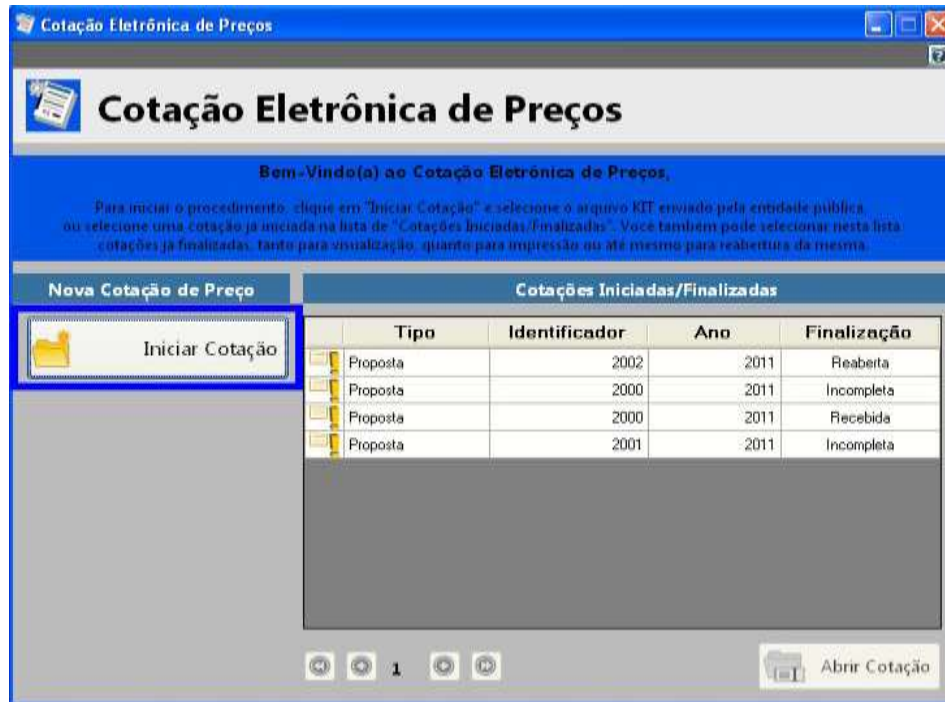 Cotação Eletrônica de Preços
Cotação Eletrônica de Preços
Bem-Vindo(a) ao Cotação Eletrônica de Preços,
Para iniciar o procedimento, clique em "Iniciar Cotação" e selecione o arquivo KIT enviado pela entidade pública,
ou selecione uma cotação já iniciada na lista de "Cotações Iniciadas/Finalizadas". Você também pode selecionar nesta lista
cotações já finalizadas, tanto para visualização, quanto para impressão ou até mesmo para reabertura da mesma.
Nova Cotação de Preço
Cotações Iniciadas/Finalizadas
Iniciar Cotação
Tipo Identificador Ano Finalização
Proposta 2002 2011 Reaberta
Proposta 2000 2011 Incompleta
Proposta 2000 2011 Recebida
Proposta 2001 2011 Incompleta
1
Abrir Cotação